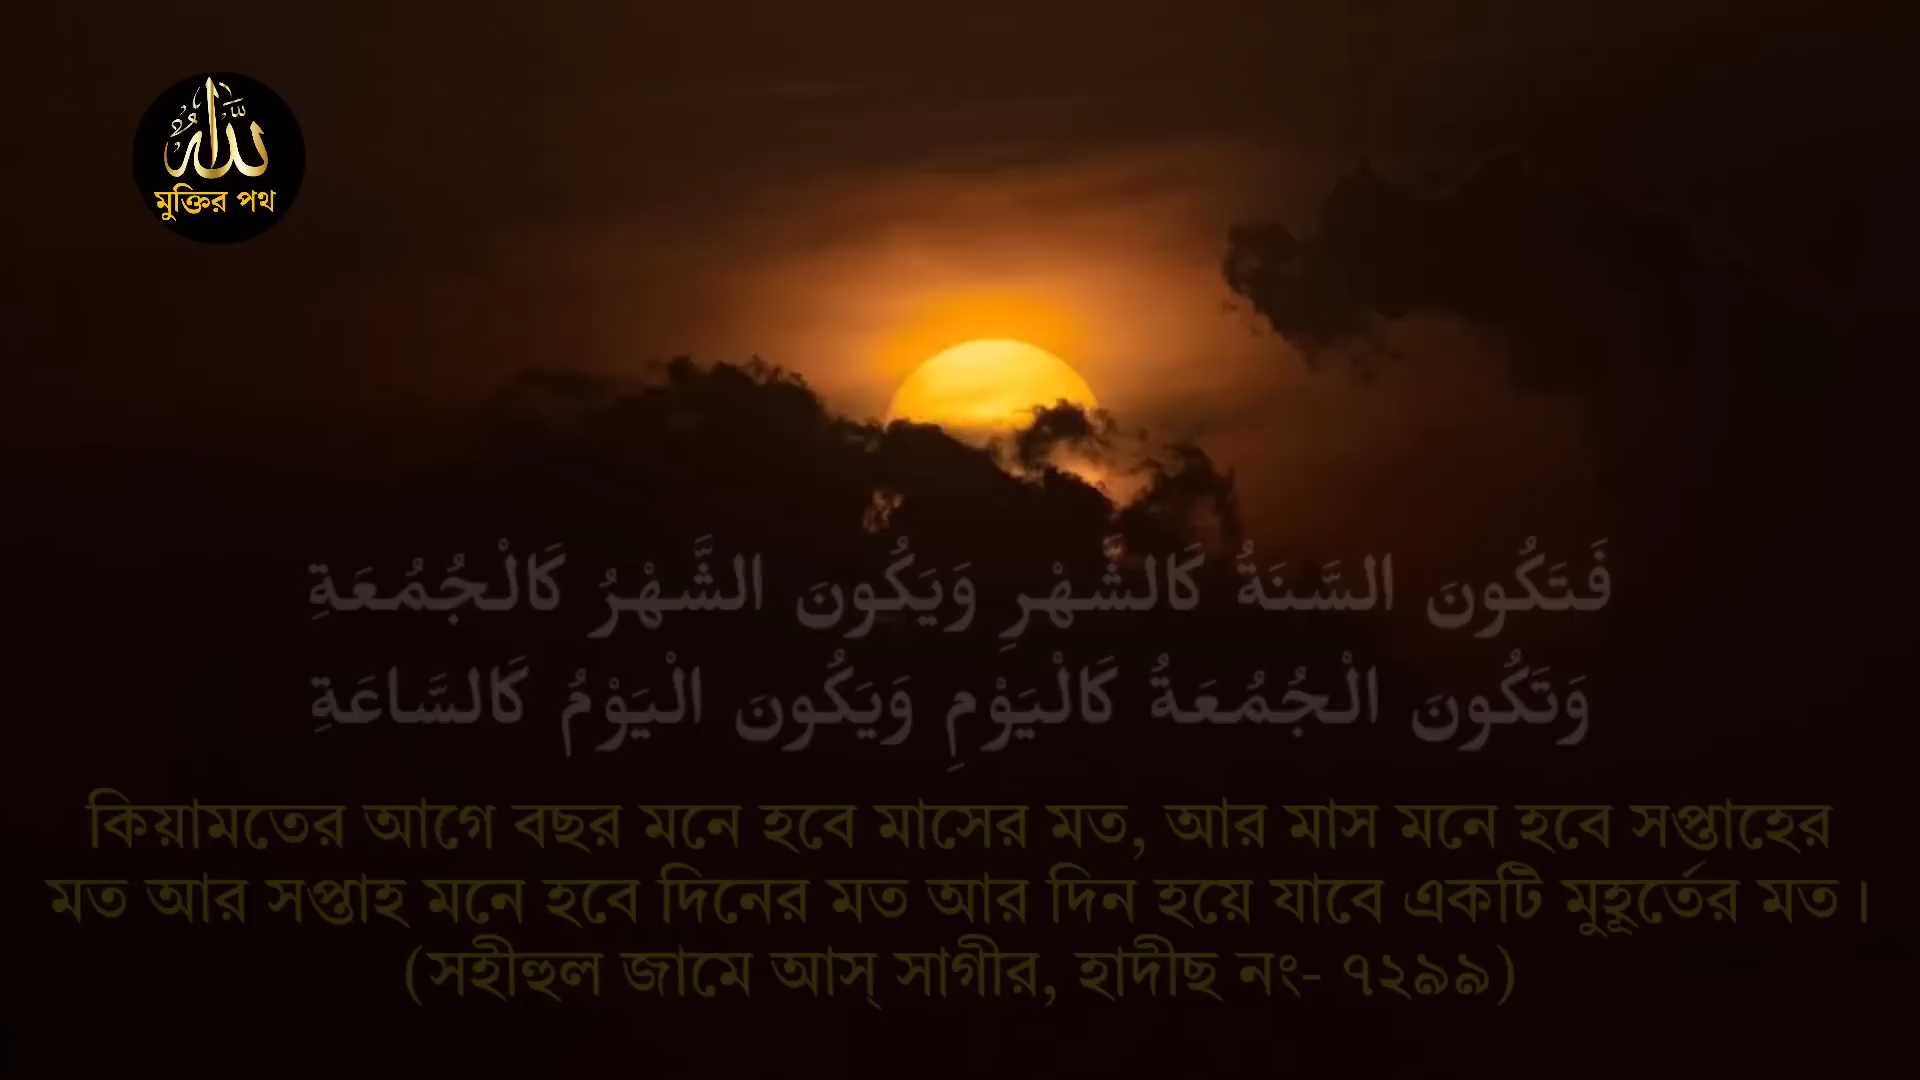 الله
মুক্তির পথ
فَتَكُونَ السَّنَةُ كَالشَّهْرِ وَيَكُونَ الشَّهْرُ كَالْجُمُعَةِ
وَتَكُونَ الْجُمُعَةُ كَالْيَوْمِ وَيَكُونَ الْيَوْمُ كَالسَّاعَةِ
কিয়ামতের আগে বছর মনে হবে মাসের মত, আর মাস মনে হবে সপ্তাহের
মত আর সপ্তাহ মনে হবে দিনের মত আর দিন হয়ে যাবে একটি মুহূর্তের মত।
(সহীহুল জামে আস্ সাগীর, হাদীছ নং- ৭২৯৯)